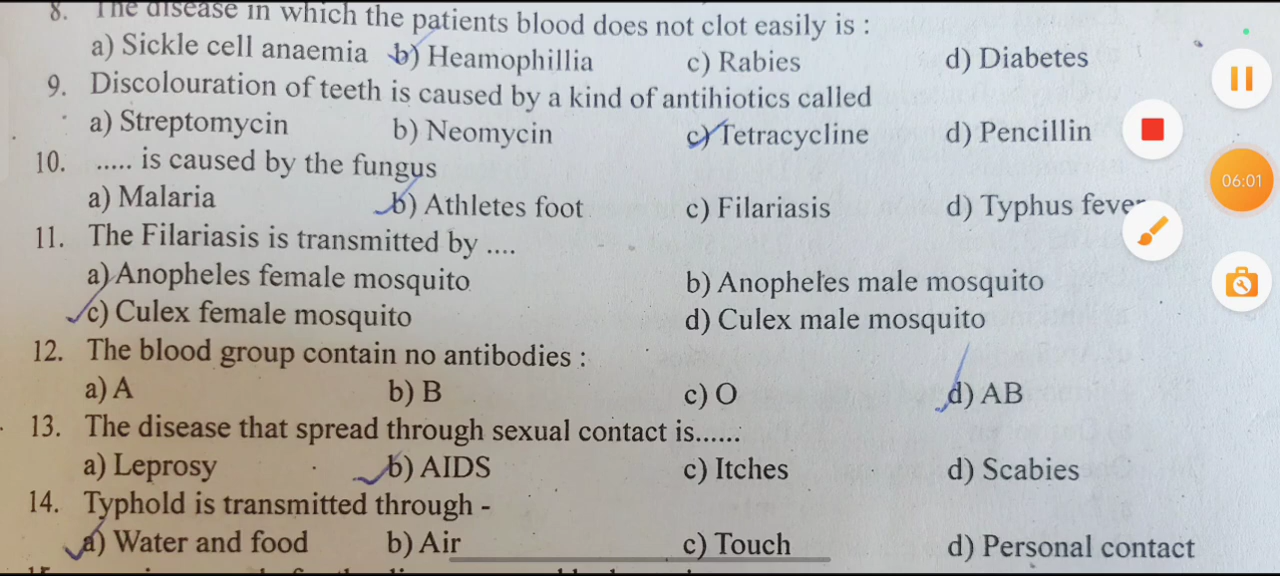 8. The disease in which the patients blood does not clot easily is :
a) Sickle cell anaemia b) Heamophillia c) Rabies d) Diabetes
9. Discolouration of teeth is caused by a kind of antihiotics called
a) Streptomycin b) Neomycin c) Tetracycline d) Pencillin
10. ..... is caused by the fungus
a) Malaria b) Athletes foot c) Filariasis d) Typhus fever
11. The Filariasis is transmitted by ....
a) Anopheles female mosquito b) Anopheles male mosquito
c) Culex female mosquito d) Culex male mosquito
12. The blood group contain no antibodies :
a) A b) B c) O d) AB
13. The disease that spread through sexual contact is......
a) Leprosy b) AIDS c) Itches d) Scabies
14. Typhold is transmitted through -
a) Water and food b) Air c) Touch d) Personal contact
06:01